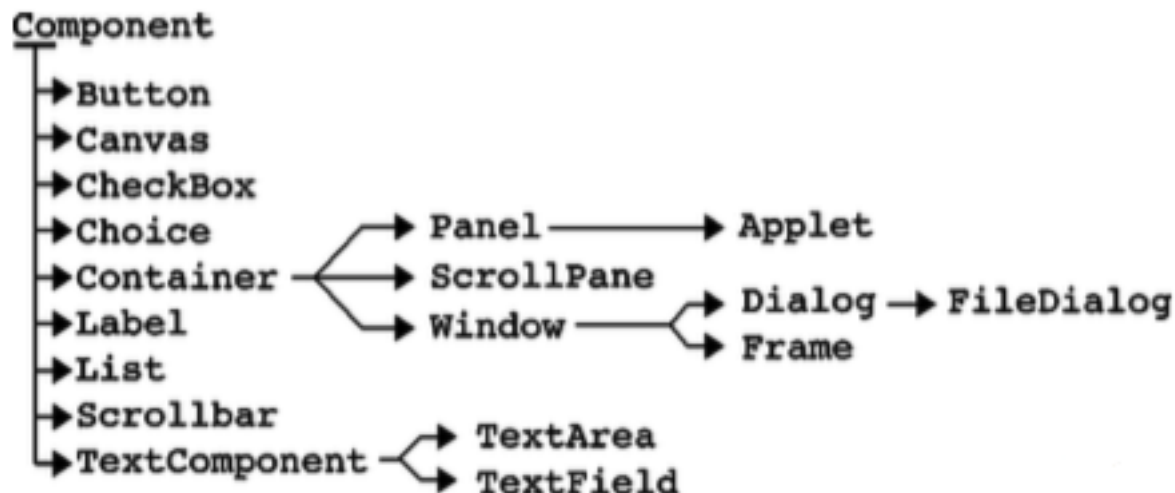 Component
Button
Canvas
CheckBox
Choice
Panel
Applet
Container
ScrollPane
Label
Window
Dialog
FileDialog
Frame
List
Scrollbar
TextComponent
TextArea
TextField